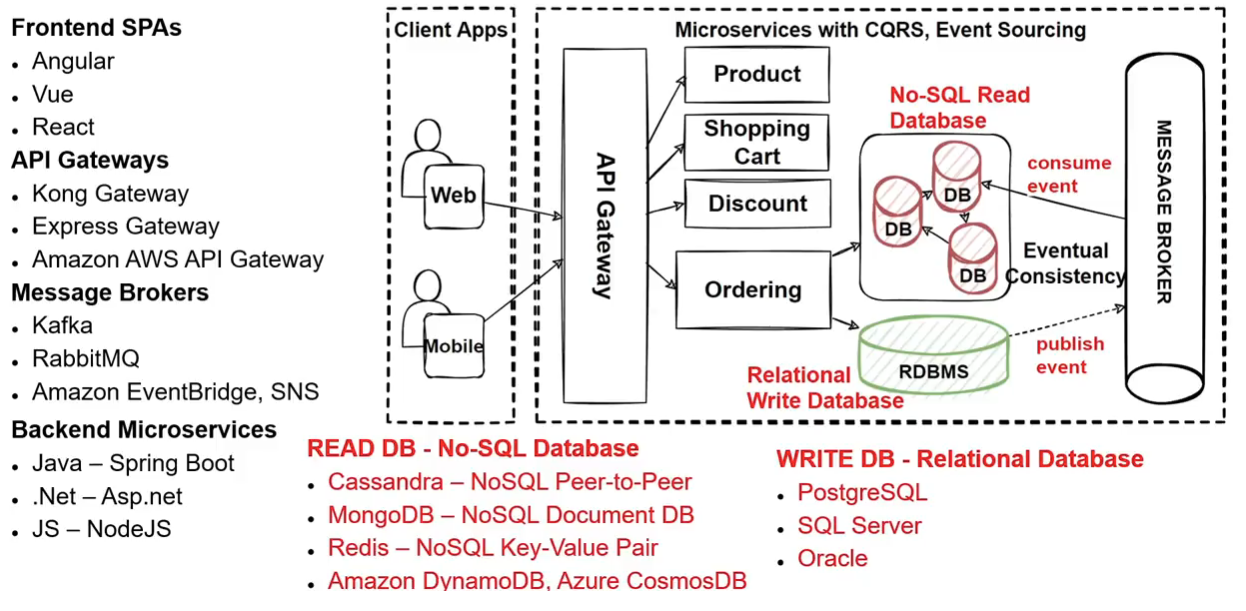 Frontend SPAs
• Angular
• Vue
• React
API Gateways
• Kong Gateway
• Express Gateway
• Amazon AWS API Gateway
Message Brokers
• Kafka
• RabbitMQ
• Amazon EventBridge, SNS
Backend Microservices
• Java – Spring Boot
• .Net – Asp.net
• JS – NodeJS
Client Apps
Web
Mobile
Microservices with CQRS, Event Sourcing
API Gateway
Product
Shopping
Cart
Discount
Ordering
No-SQL Read
Database
DB
DB
DB
consume
event
Eventual
Consistency
MESSAGE BROKER
RDBMS
publish
event
Relational
Write Database
READ DB - No-SQL Database
• Cassandra – NoSQL Peer-to-Peer
• MongoDB – NoSQL Document DB
• Redis – NoSQL Key-Value Pair
• Amazon DynamoDB, Azure CosmosDB
WRITE DB - Relational Database
• PostgreSQL
• SQL Server
• Oracle